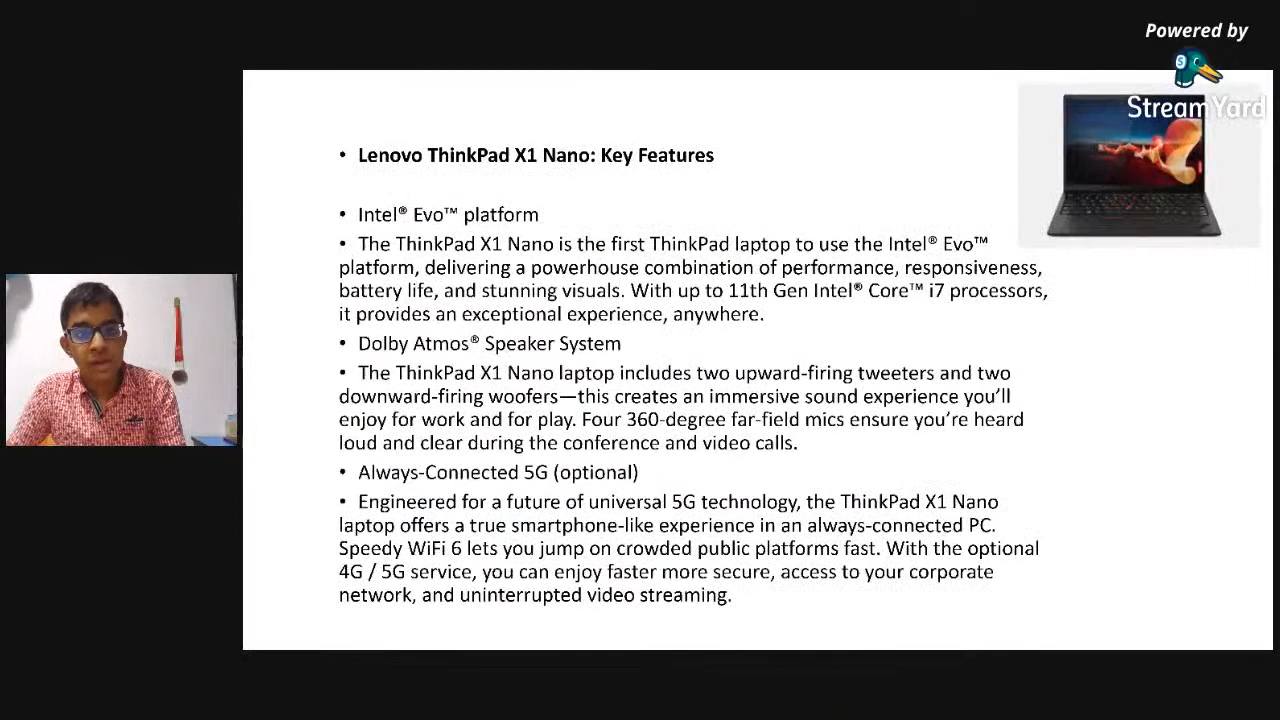 Powered by
StreamYard
• Lenovo ThinkPad X1 Nano: Key Features
• Intel® Evo™ platform
• The ThinkPad X1 Nano is the first ThinkPad laptop to use the Intel® Evo™
platform, delivering a powerhouse combination of performance, responsiveness,
battery life, and stunning visuals. With up to 11th Gen Intel® Core™ i7 processors,
it provides an exceptional experience, anywhere.
• Dolby Atmos® Speaker System
• The ThinkPad X1 Nano laptop includes two upward-firing tweeters and two
downward-firing woofers—this creates an immersive sound experience you’ll
enjoy for work and for play. Four 360-degree far-field mics ensure you’re heard
loud and clear during the conference and video calls.
• Always-Connected 5G (optional)
• Engineered for a future of universal 5G technology, the ThinkPad X1 Nano
laptop offers a true smartphone-like experience in an always-connected PC.
Speedy WiFi 6 lets you jump on crowded public platforms fast. With the optional
4G / 5G service, you can enjoy faster more secure, access to your corporate
network, and uninterrupted video streaming.